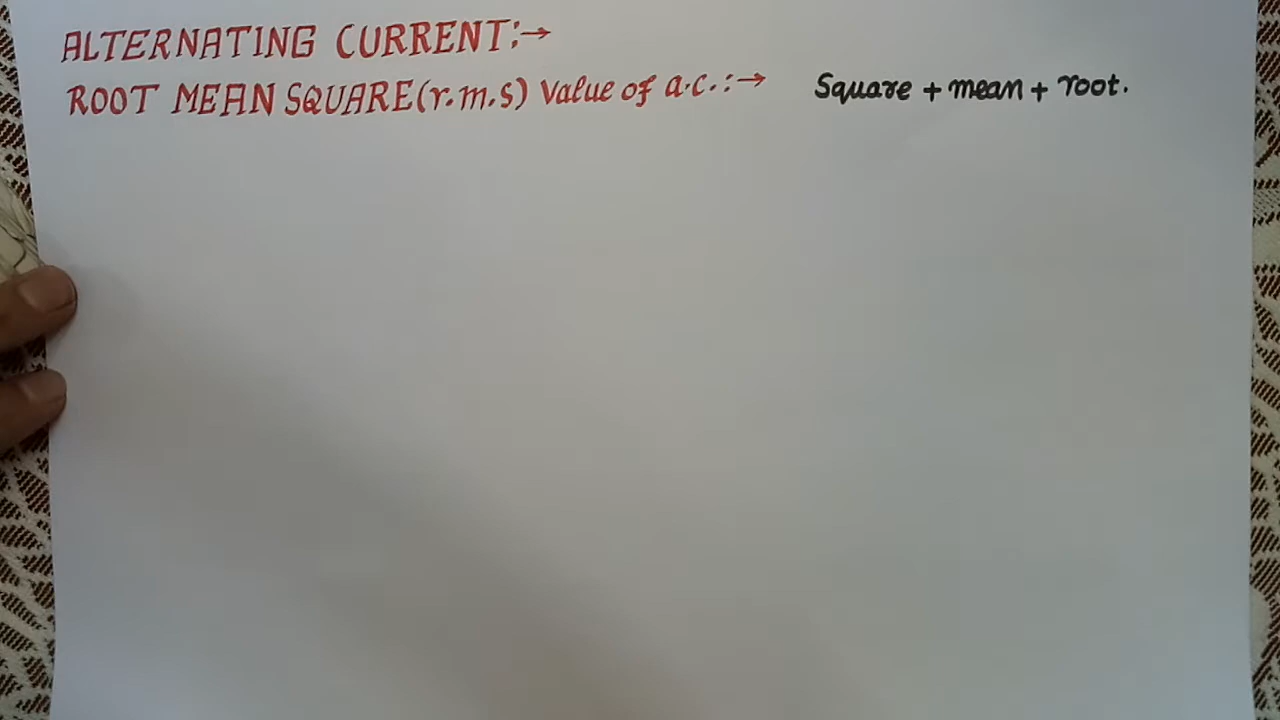 ALTERNATING CURRENT:→
ROOT MEAN SQUARE(r.m.s) Value of a.c.:→ Square + mean + root.